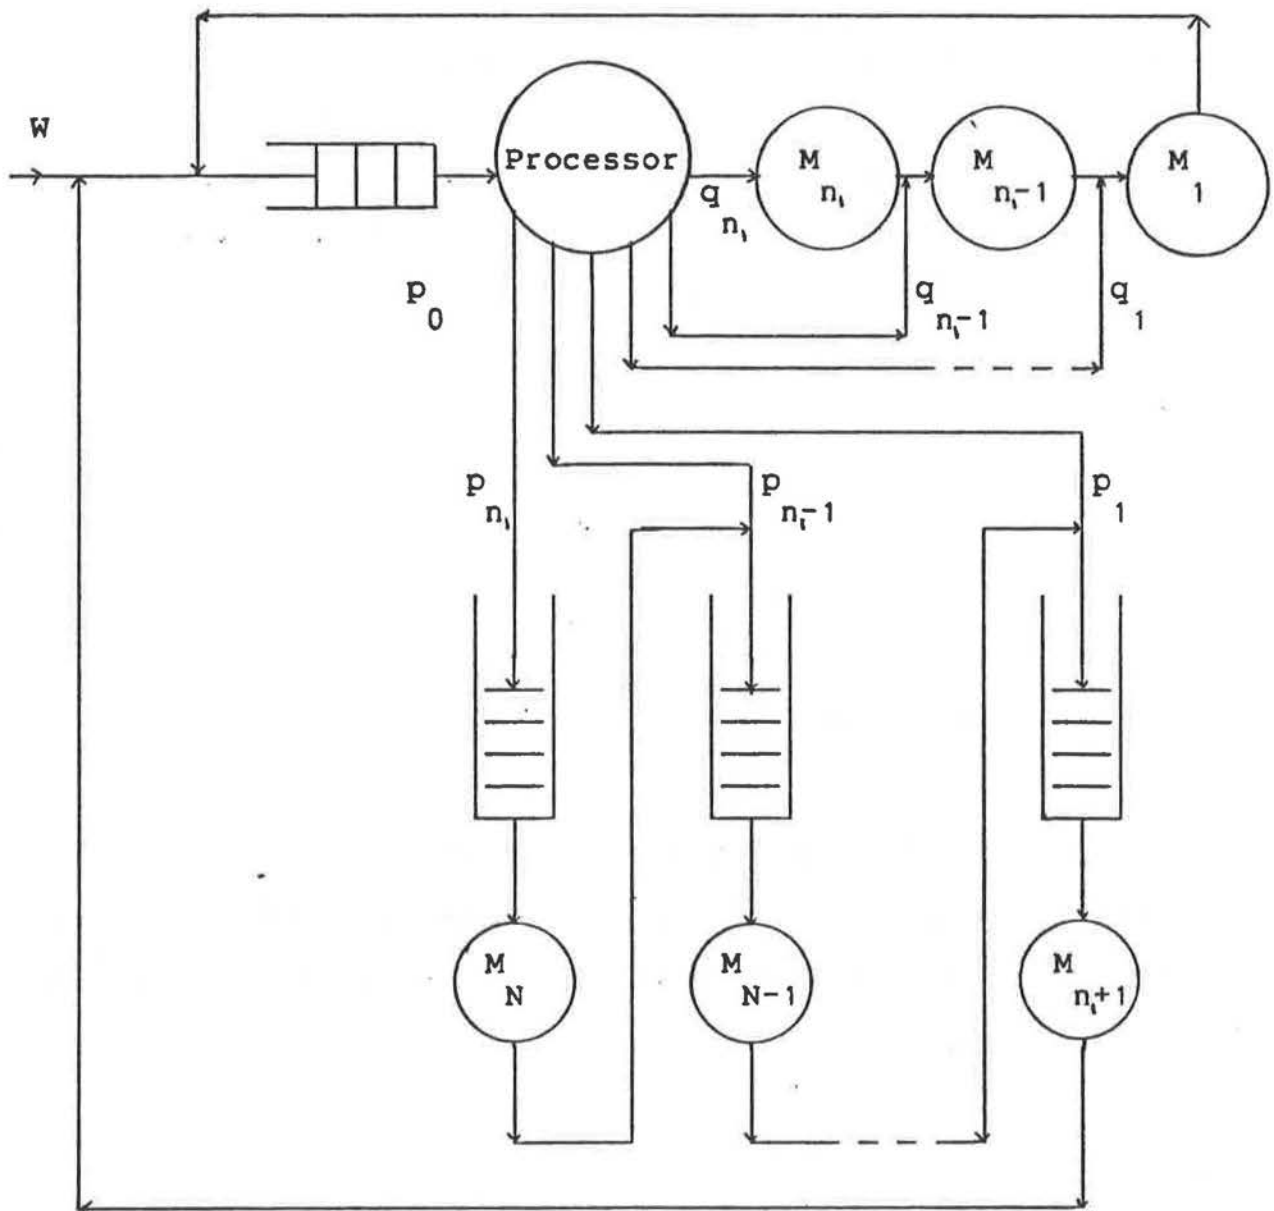 W
Processor
M n₁
M n₁-1
M 1
q n₁
p 0
q n₁-1
q 1
p n₁
p n₁-1
p 1
M N
M N-1
M n₁+1